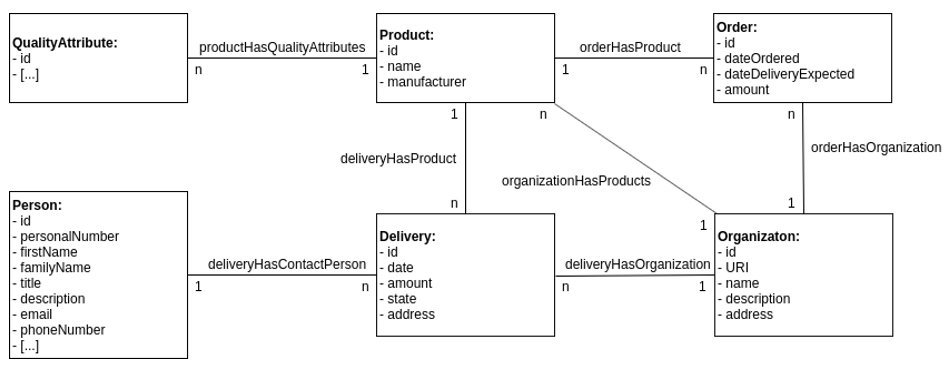 QualityAttribute:
- id
- [...]
productHasQualityAttributes
n
1
Product:
- id
- name
- manufacturer
orderHasProduct
1
n
Order:
- id
- dateOrdered
- dateDeliveryExpected
- amount
1
n
n
deliveryHasProduct
organizationHasProducts
orderHasOrganization
n
1
1
Person:
- id
- personalNumber
- firstName
- familyName
- title
- description
- email
- phoneNumber
- [...]
deliveryHasContactPerson
1
n
Delivery:
- id
- date
- amount
- state
- address
deliveryHasOrganization
n
1
Organizaton:
- id
- URI
- name
- description
- address